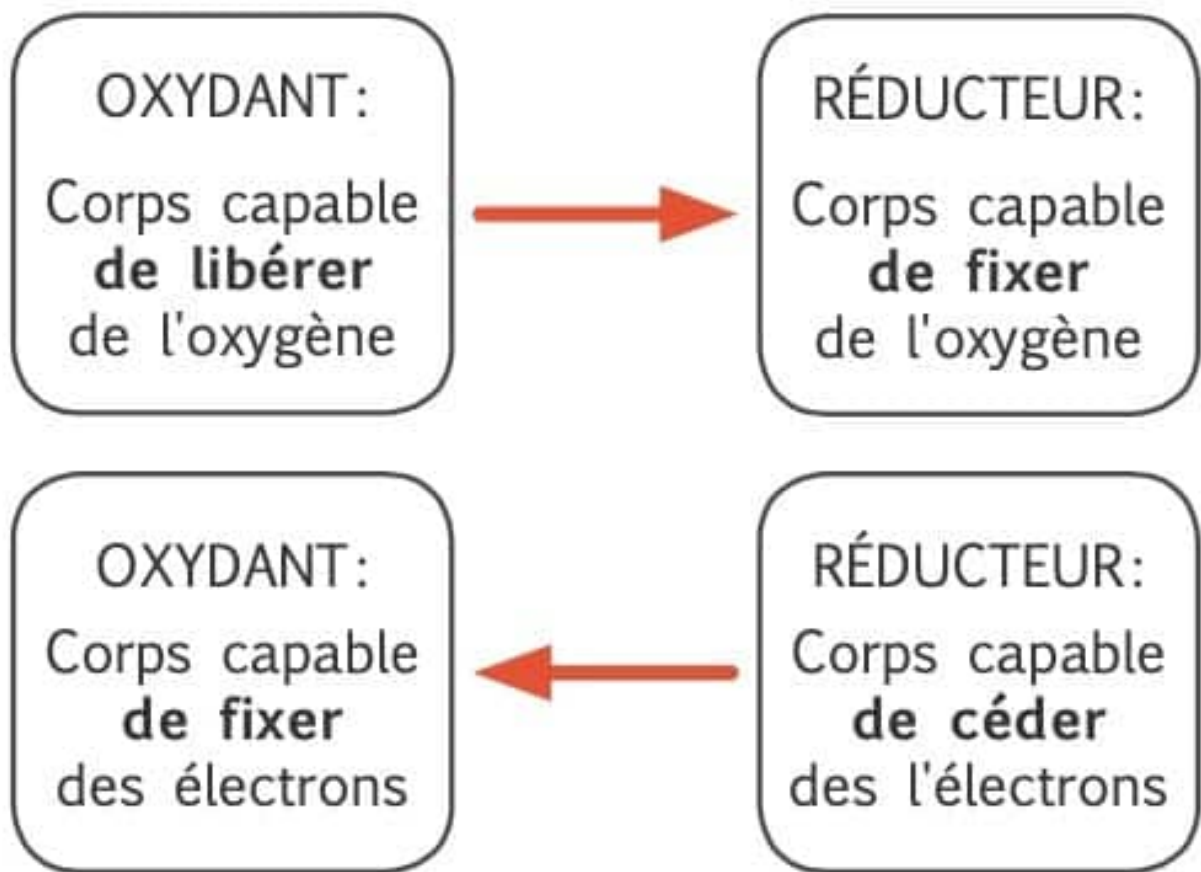 OXYDANT:
Corps capable
de libérer
de l'oxygène
RÉDUCTEUR:
Corps capable
de fixer
de l'oxygène
OXYDANT:
Corps capable
de fixer
des électrons
RÉDUCTEUR:
Corps capable
de céder
des l'électrons